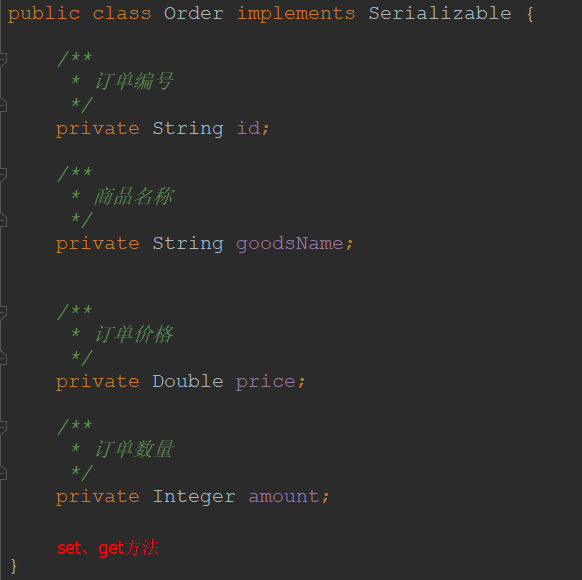 public class Order implements Serializable {
/**
* 订单编号
*/
private String id;
/**
* 商品名称
*/
private String goodsName;
/**
* 订单价格
*/
private Double price;
/**
* 订单数量
*/
private Integer amount;
set、get方法
}